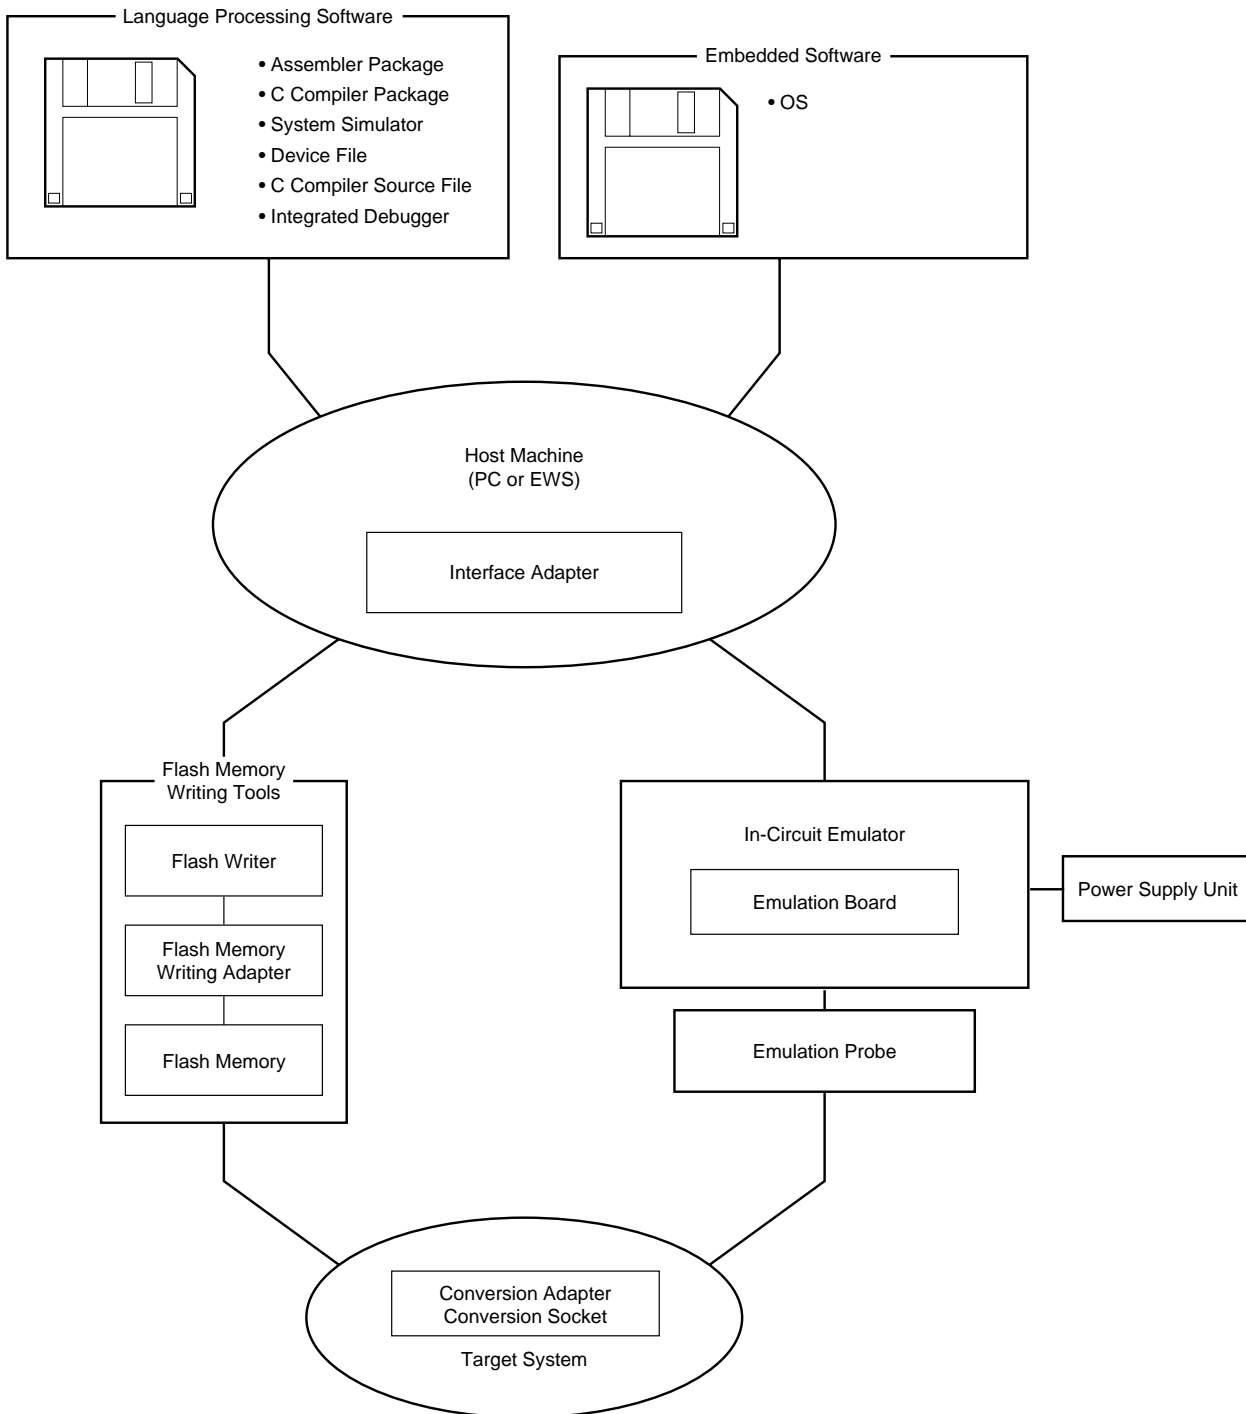 Language Processing Software
• Assembler Package
• C Compiler Package
• System Simulator
• Device File
• C Compiler Source File
• Integrated Debugger
Embedded Software
• OS
Host Machine
(PC or EWS)
Interface Adapter
Flash Memory
Writing Tools
Flash Writer
Flash Memory
Writing Adapter
Flash Memory
In-Circuit Emulator
Emulation Board
Power Supply Unit
Emulation Probe
Conversion Adapter
Conversion Socket
Target System